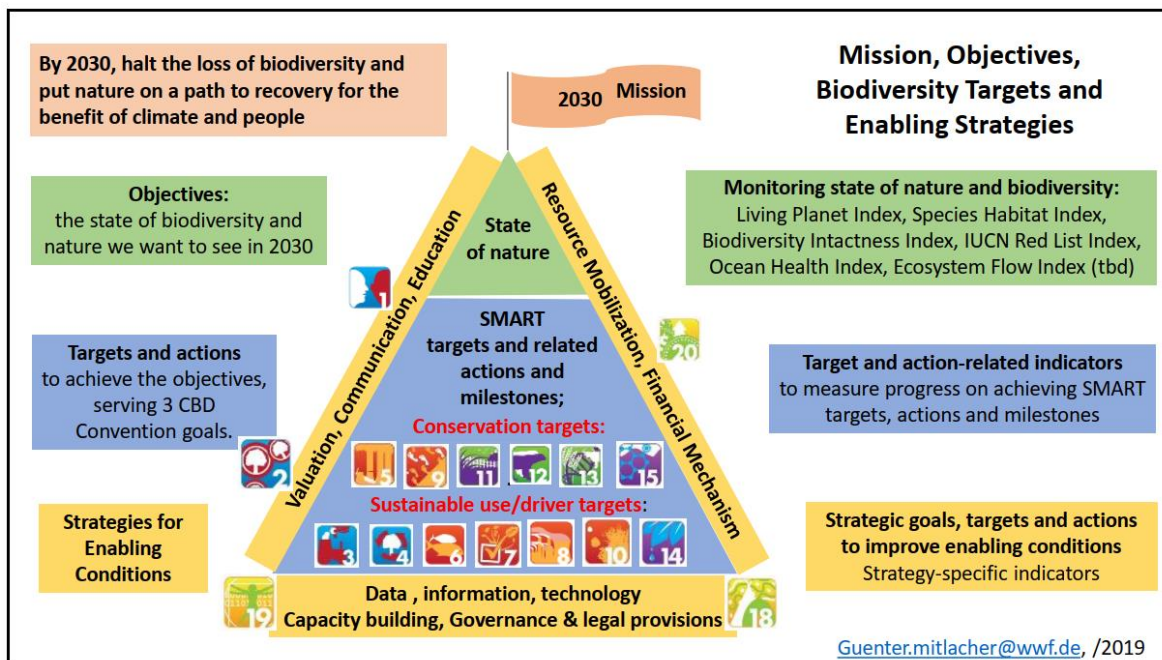 By 2030, halt the loss of biodiversity and
put nature on a path to recovery for the
benefit of climate and people
2030 Mission
Mission, Objectives,
Biodiversity Targets and
Enabling Strategies
Objectives:
the state of biodiversity and
nature we want to see in 2030
State
of nature
Monitoring state of nature and biodiversity:
Living Planet Index, Species Habitat Index,
Biodiversity Intactness Index, IUCN Red List Index,
Ocean Health Index, Ecosystem Flow Index (tbd)
Valuation, Communication, Education
Resource Mobilization, Financial Mechanism
1
20
2
Targets and actions
to achieve the objectives,
serving 3 CBD
Convention goals.
SMART
targets and related
actions and
milestones;
Conservation targets:
5 9 11 12 13 15
Sustainable use/driver targets:
3 4 6 7 8 10 14
Target and action-related indicators
to measure progress on achieving SMART
targets, actions and milestones
Strategies for
Enabling
Conditions
19
Data , information, technology
Capacity building, Governance & legal provisions
18
Strategic goals, targets and actions
to improve enabling conditions
Strategy-specific indicators
Guenter.mitlacher@wwf.de, /2019